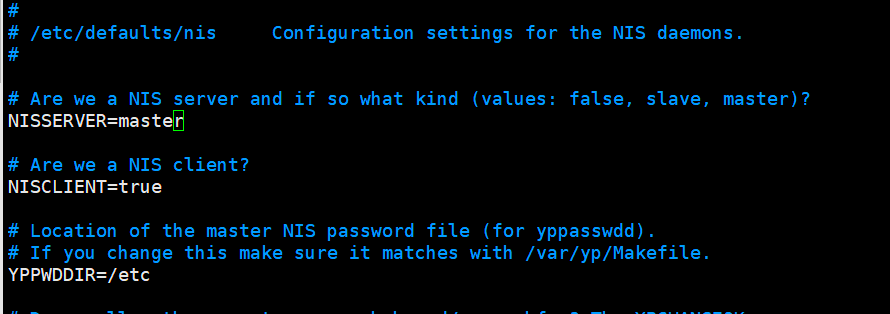 #
# /etc/defaults/nis     Configuration settings for the NIS daemons.
#
# Are we a NIS server and if so what kind (values: false, slave, master)?
NISSERVER=master
# Are we a NIS client?
NISCLIENT=true
# Location of the master NIS password file (for yppasswdd).
# If you change this make sure it matches with /var/yp/Makefile.
YPPWDDIR=/etc